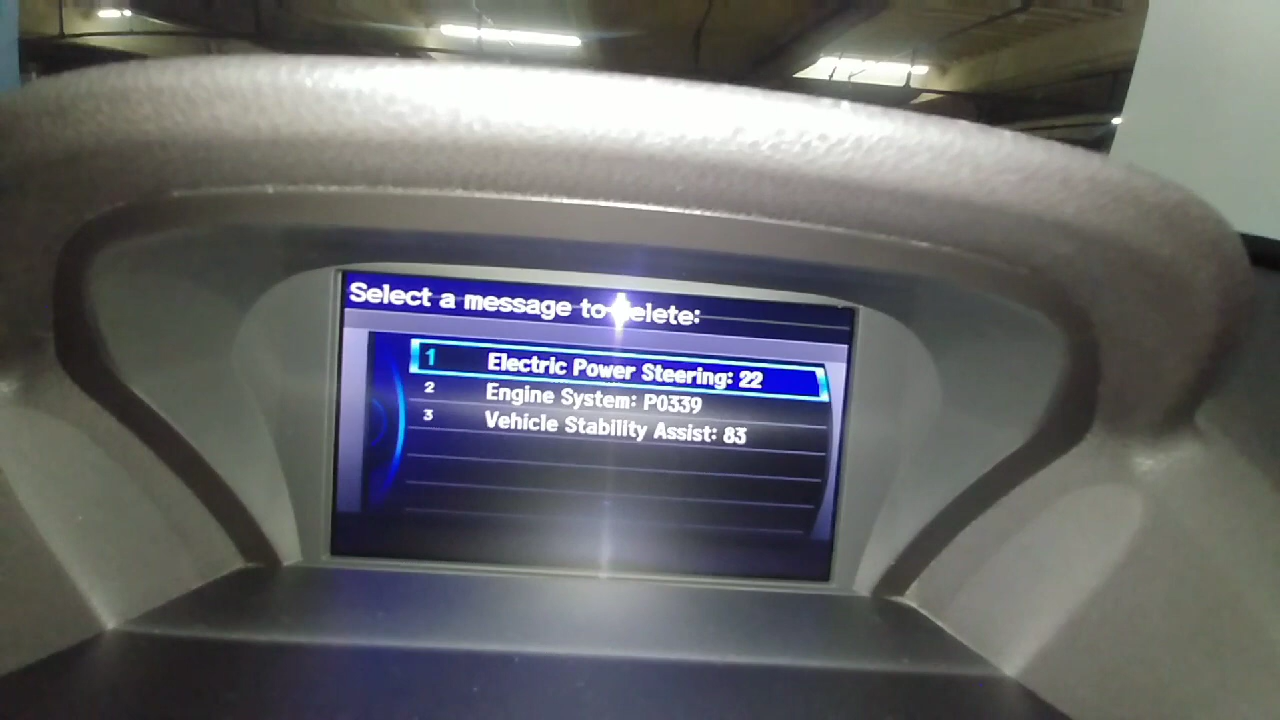 Select a message to delete:
1 Electric Power Steering: 22
2 Engine System: P0339
3 Vehicle Stability Assist: 83